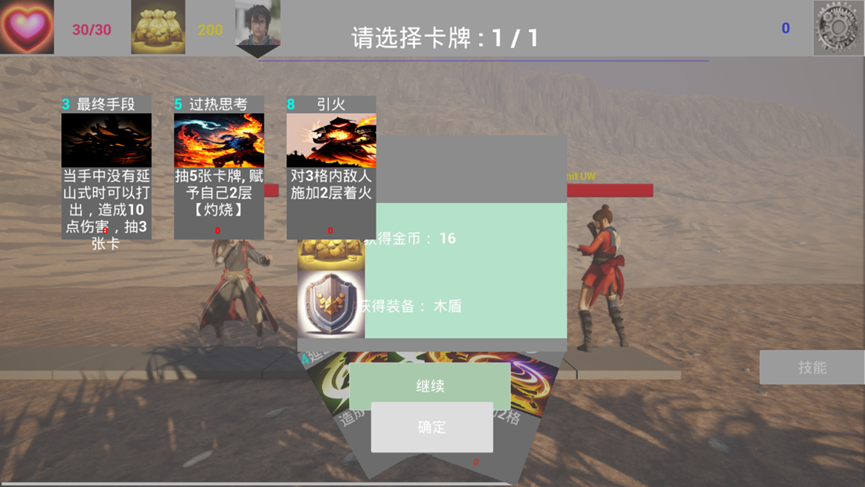 30/30
200
请选择卡牌 : 1 / 1
0
3 最终手段
当手中没有延
山式时可以打
出，造成10
点伤害，抽3
张卡
0
5 过热思考
抽5张卡牌, 赋
予自己2层
【灼烧】
0
8 引火
对3格内敌人
施加2层着火
0
nit UW
获得金币： 16
获得装备： 木盾
4
造成
2格
0
继续
确定
技能